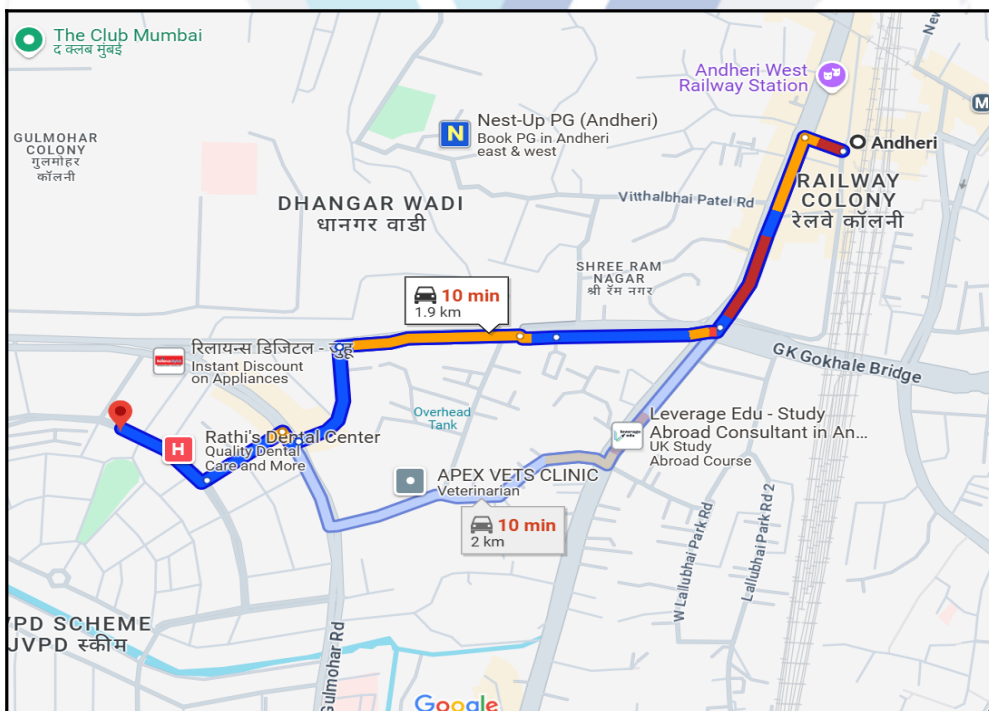 The Club Mumbai
द क्लब मुंबई
Andheri West
Railway Station
M
GULMOHAR
COLONY
गुलमोहर
कॉलनी
N
Nest-Up PG (Andheri)
Book PG in Andheri
east & west
Andheri
RAILWAY
COLONY
रेलवे कॉलनी
Vitthalbhai Patel Rd
DHANGAR WADI
धानगर वाडी
SHREE RAM
NAGAR
श्री रॅम नगर
10 min
1.9 km
रिलायन्स डिजिटल - जुहू
Instant Discount
on Appliances
GK Gokhale Bridge
Overhead
Tank
Leverage Edu - Study
Abroad Consultant in An...
UK Study
Abroad Course
H
Rathi's Dental Center
Quality Dental
Care and More
APEX VETS CLINIC
Veterinarian
10 min
2 km
W Lallubhai Park Rd
Lallubhai Park Rd 2
VPD SCHEME
JVPD स्कीम
Gulmohar Rd
Google